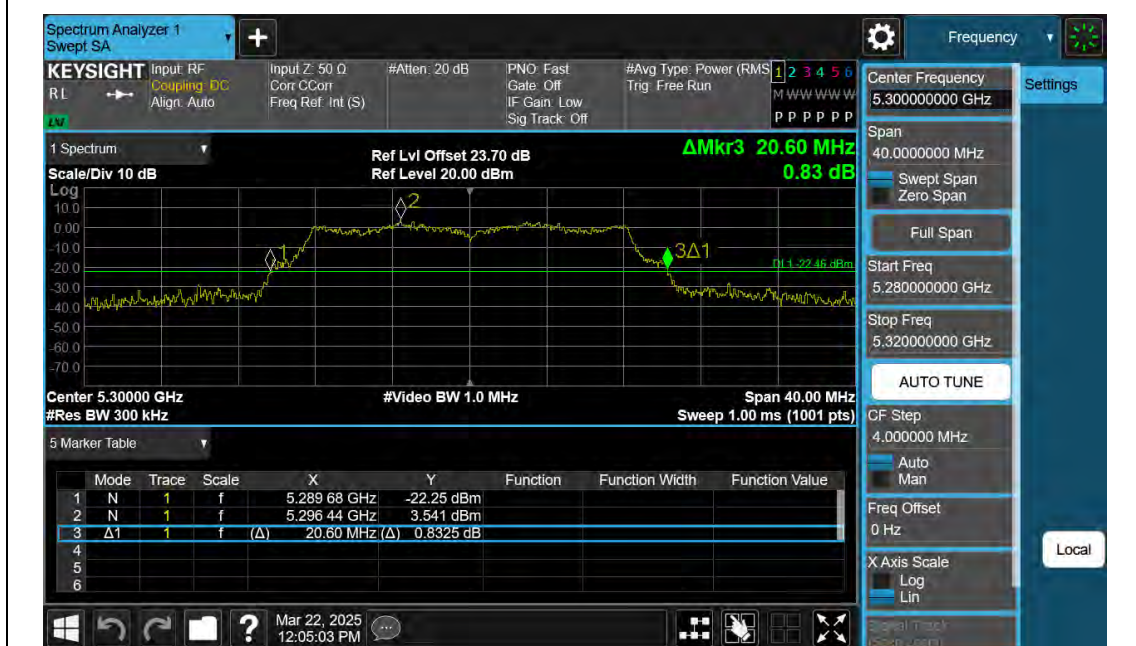 Spectrum Analyzer 1
Swept SA
+
Frequency
KEYSIGHT
RL
LXI
Input: RF
Coupling: DC
Align: Auto
Input Z: 50 Ω
Corr CCorr
Freq Ref: Int (S)
#Atten: 20 dB
PNO: Fast
Gate: Off
IF Gain: Low
Sig Track: Off
#Avg Type: Power (RMS
Trig: Free Run
1 2 3 4 5 6
M W W W W W
P P P P P P
1 Spectrum
Scale/Div 10 dB
Ref Lvl Offset 23.70 dB
Ref Level 20.00 dBm
ΔMkr3 20.60 MHz
0.83 dB
Log
10.0
0.00
-10.0
-20.0
-30.0
-40.0
-50.0
-60.0
-70.0
1
2
3Δ1
DL1 -22.46 dBm
Center 5.30000 GHz
#Res BW 300 kHz
#Video BW 1.0 MHz
Span 40.00 MHz
Sweep 1.00 ms (1001 pts)
5 Marker Table
Mode Trace Scale X Y Function Function Width Function Value
1 N 1 f 5.289 68 GHz -22.25 dBm
2 N 1 f 5.296 44 GHz 3.541 dBm
3 Δ1 1 f (Δ) 20.60 MHz (Δ) 0.8325 dB
4
5
6
?
Mar 22, 2025
12:05:03 PM
Center Frequency
5.300000000 GHz
Span
40.0000000 MHz
Swept Span
Zero Span
Full Span
Start Freq
5.280000000 GHz
Stop Freq
5.320000000 GHz
AUTO TUNE
CF Step
4.000000 MHz
Auto
Man
Freq Offset
0 Hz
X Axis Scale
Log
Lin
Signal Track
Settings
Local